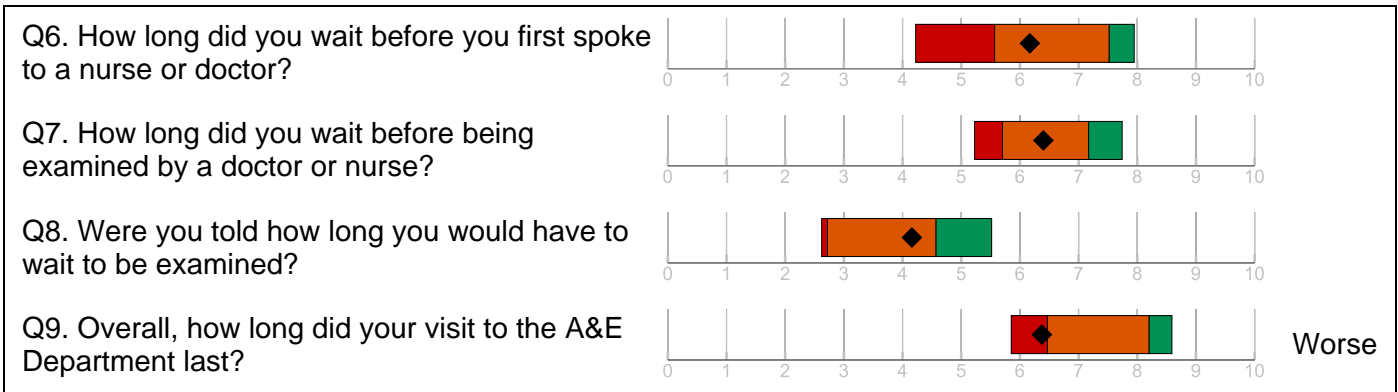 Q6. How long did you wait before you first spoke
to a nurse or doctor?
0 1 2 3 4 5 6 7 8 9 10
Q7. How long did you wait before being
examined by a doctor or nurse?
0 1 2 3 4 5 6 7 8 9 10
Q8. Were you told how long you would have to
wait to be examined?
0 1 2 3 4 5 6 7 8 9 10
Q9. Overall, how long did your visit to the A&E
Department last?
Worse
0 1 2 3 4 5 6 7 8 9 10